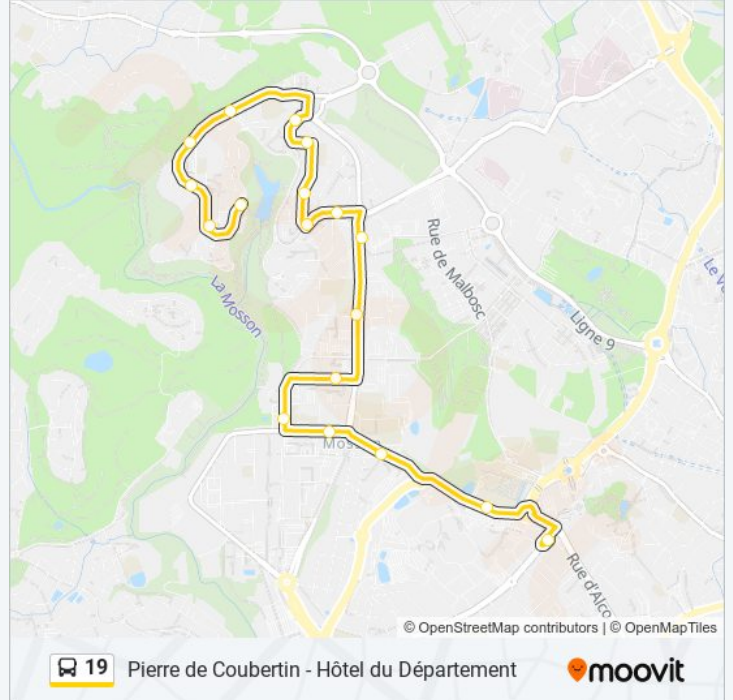 Rue de Malbosc
Le V
La Mosson
Ligne 9
Mos
Rue d'Alco
© OpenStreetMap contributors | © OpenMapTiles
19 Pierre de Coubertin - Hôtel du Département
moovit